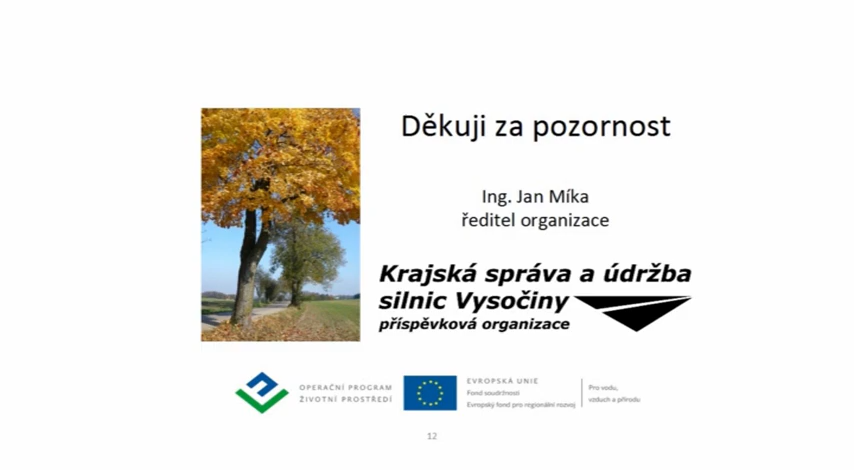 Děkuji za pozornost
Ing. Jan Míka
ředitel organizace
Krajská správa a údržba
silnic Vysočiny
příspěvková organizace
OPERAČNÍ PROGRAM
ŽIVOTNÍ PROSTŘEDÍ
EVROPSKÁ UNIE
Fond soudržnosti
Evropský fond pro regionální rozvoj
Pro vodu,
vzduch a přírodu
12